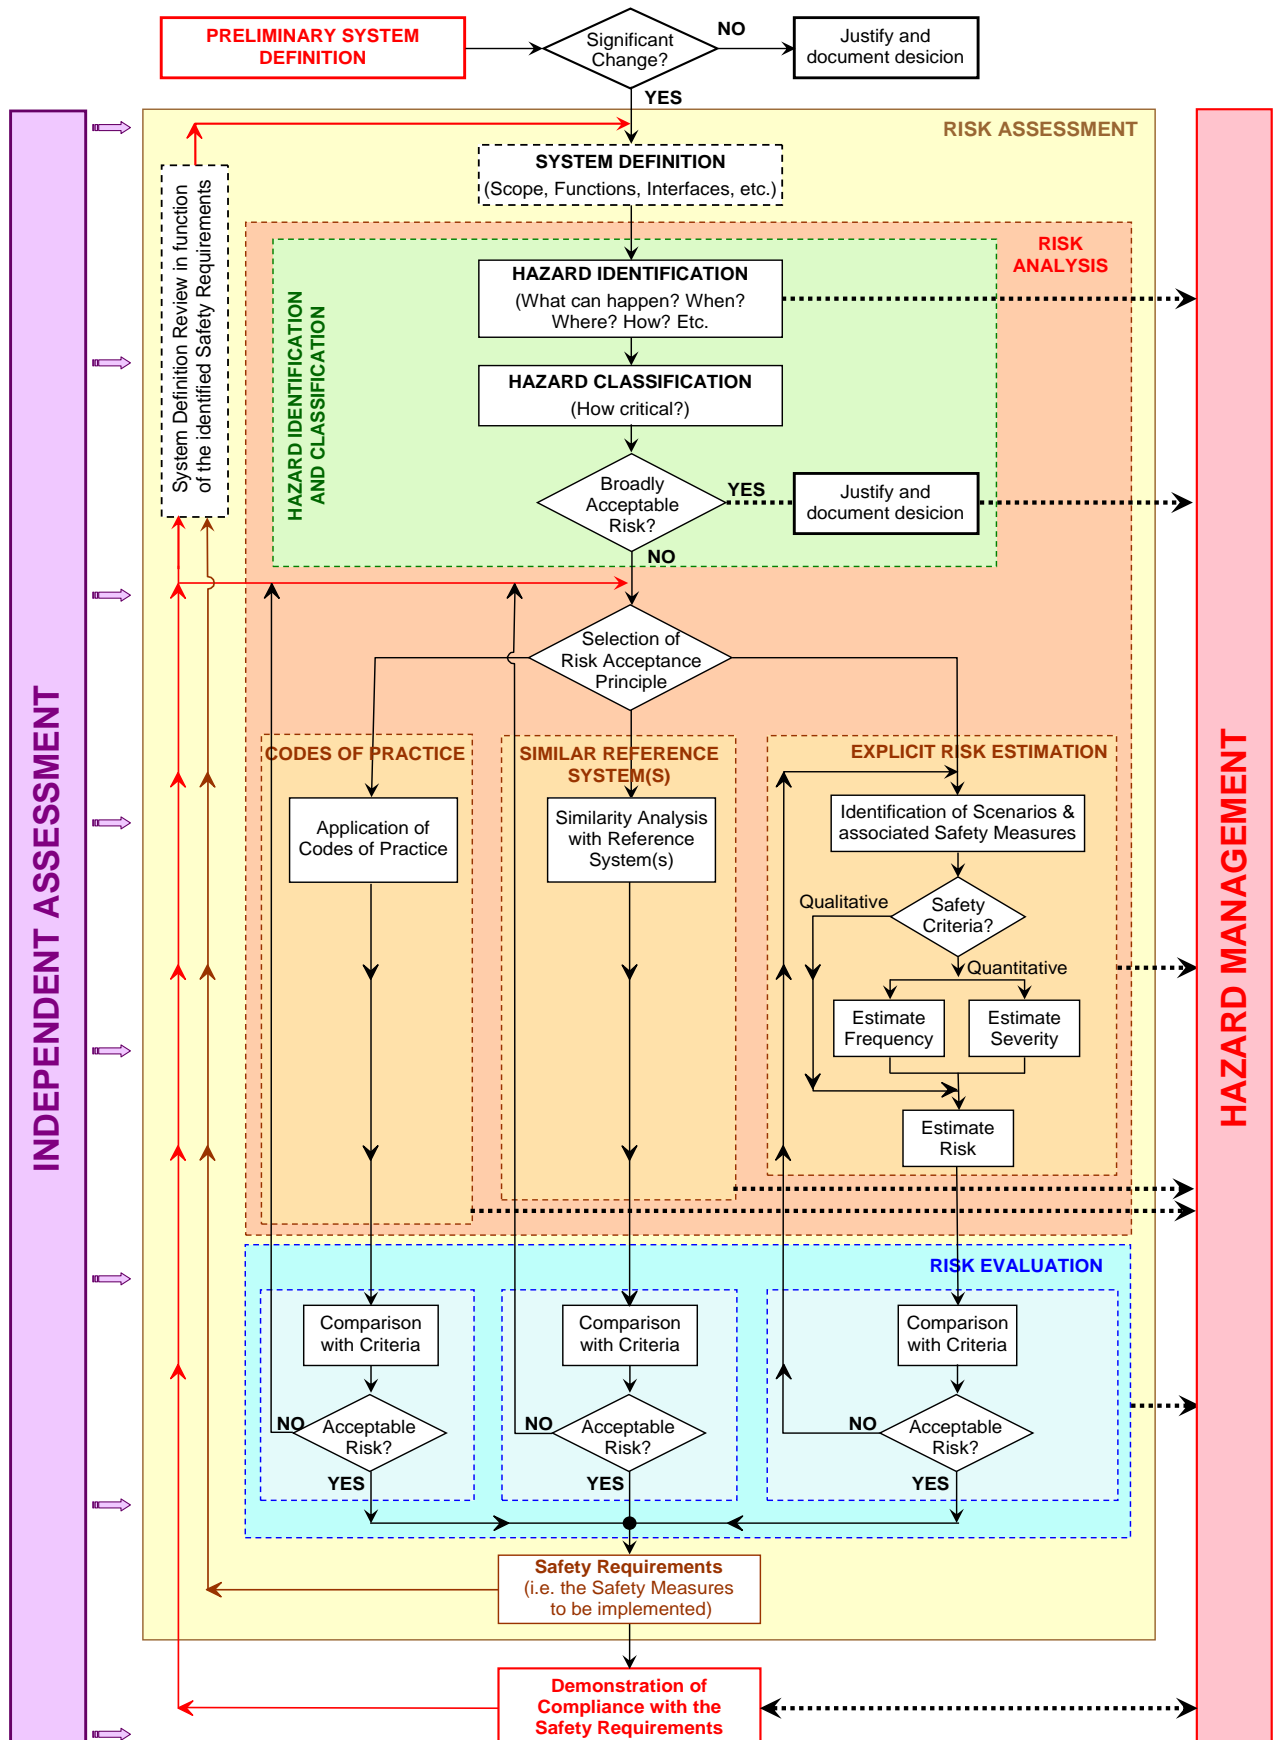 PRELIMINARY SYSTEM
DEFINITION
Significant
Change?
NO
Justify and
document desicion
YES
RISK ASSESSMENT
INDEPENDENT ASSESSMENT
HAZARD MANAGEMENT
System Definition Review in function
of the identified Safety Requirements
SYSTEM DEFINITION
(Scope, Functions, Interfaces, etc.)
RISK
ANALYSIS
HAZARD IDENTIFICATION
AND CLASSIFICATION
HAZARD IDENTIFICATION
(What can happen? When?
Where? How? Etc.
HAZARD CLASSIFICATION
(How critical?)
Broadly
Acceptable
Risk?
YES
Justify and
document desicion
NO
Selection of
Risk Acceptance
Principle
CODES OF PRACTICE
SIMILAR REFERENCE
SYSTEM(S)
EXPLICIT RISK ESTIMATION
Application of
Codes of Practice
Similarity Analysis
with Reference
System(s)
Identification of Scenarios &
associated Safety Measures
Qualitative
Safety
Criteria?
Quantitative
Estimate
Frequency
Estimate
Severity
Estimate
Risk
RISK EVALUATION
Comparison
with Criteria
Comparison
with Criteria
Comparison
with Criteria
NO
Acceptable
Risk?
YES
NO
Acceptable
Risk?
YES
NO
Acceptable
Risk?
YES
Safety Requirements
(i.e. the Safety Measures
to be implemented)
Demonstration of
Compliance with the
Safety Requirements